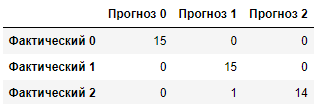 Прогноз 0 Прогноз 1 Прогноз 2
Фактический 0 15 0 0
Фактический 1 0 15 0
Фактический 2 0 1 14